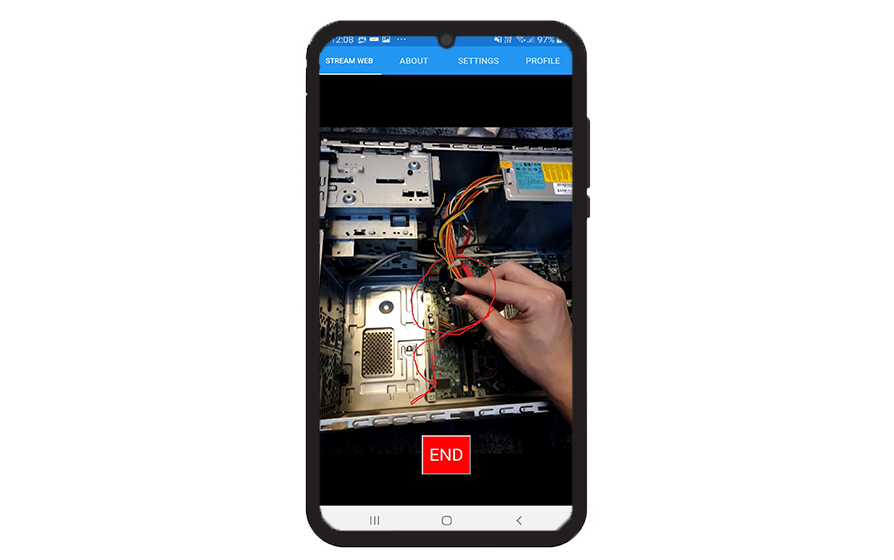 12:08
97%
STREAM WEB ABOUT SETTINGS PROFILE
END